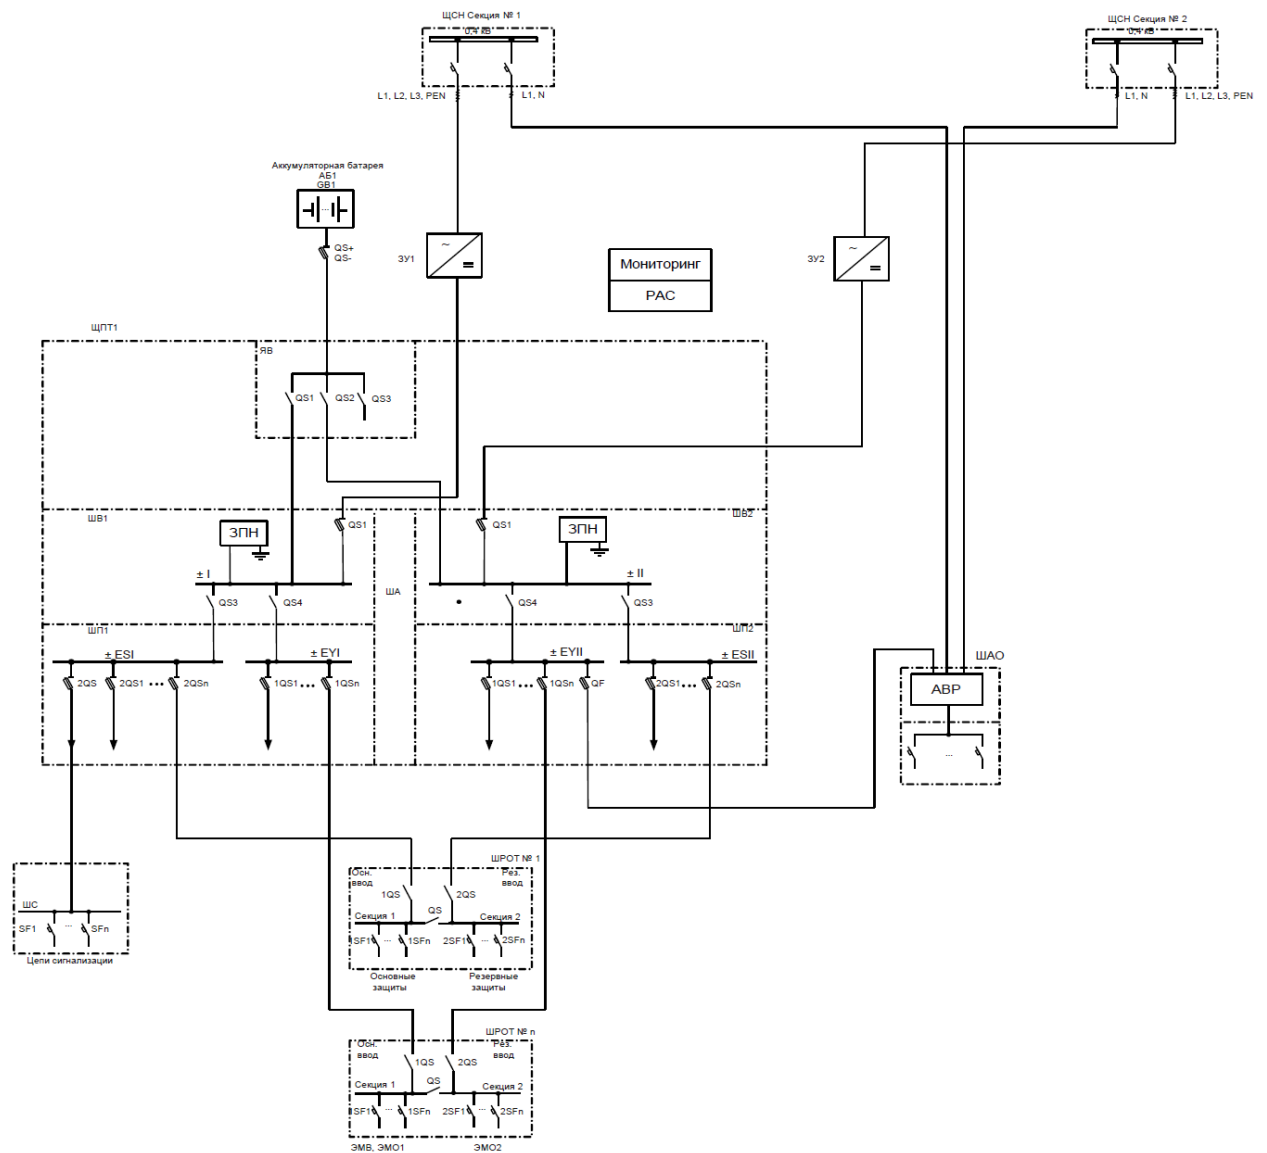 ЩСН Секция № 1
0,4 кВ
ЩСН Секция № 2
0,4 кВ
L1, L2, L3, PEN
L1, N
L1, N
L1, L2, L3, PEN
Аккумуляторная батарея
АБ1
GB1
...
QS+
QS-
ЗУ1
~
=
Мониторинг
РАС
ЗУ2
~
=
ЩПТ1
ЯВ
QS1
QS2
QS3
ШВ1
ЗПН
QS1
QS1
ЗПН
ШВ2
± I
ША
± II
QS3
QS4
QS4
QS3
ШП1
ШП2
± ESI
± EYI
± EYII
± ESII
ШАО
2QS
2QS1
...
2QSn
1QS1
...
1QSn
1QS1
...
1QSn
QF
2QS1
...
2QSn
АВР
...
ШРОТ № 1
Осн.
ввод
Рез.
ввод
1QS
2QS
ШС
QS
Секция 1
Секция 2
SF1
...
SFn
1SF1
...
1SFn
2SF1
...
2SFn
Цепи сигнализации
Основные
защиты
Резервные
защиты
ШРОТ № n
Осн.
ввод
Рез.
ввод
1QS
2QS
QS
Секция 1
Секция 2
1SF1
...
1SFn
2SF1
...
2SFn
ЭМВ, ЭМО1
ЭМО2